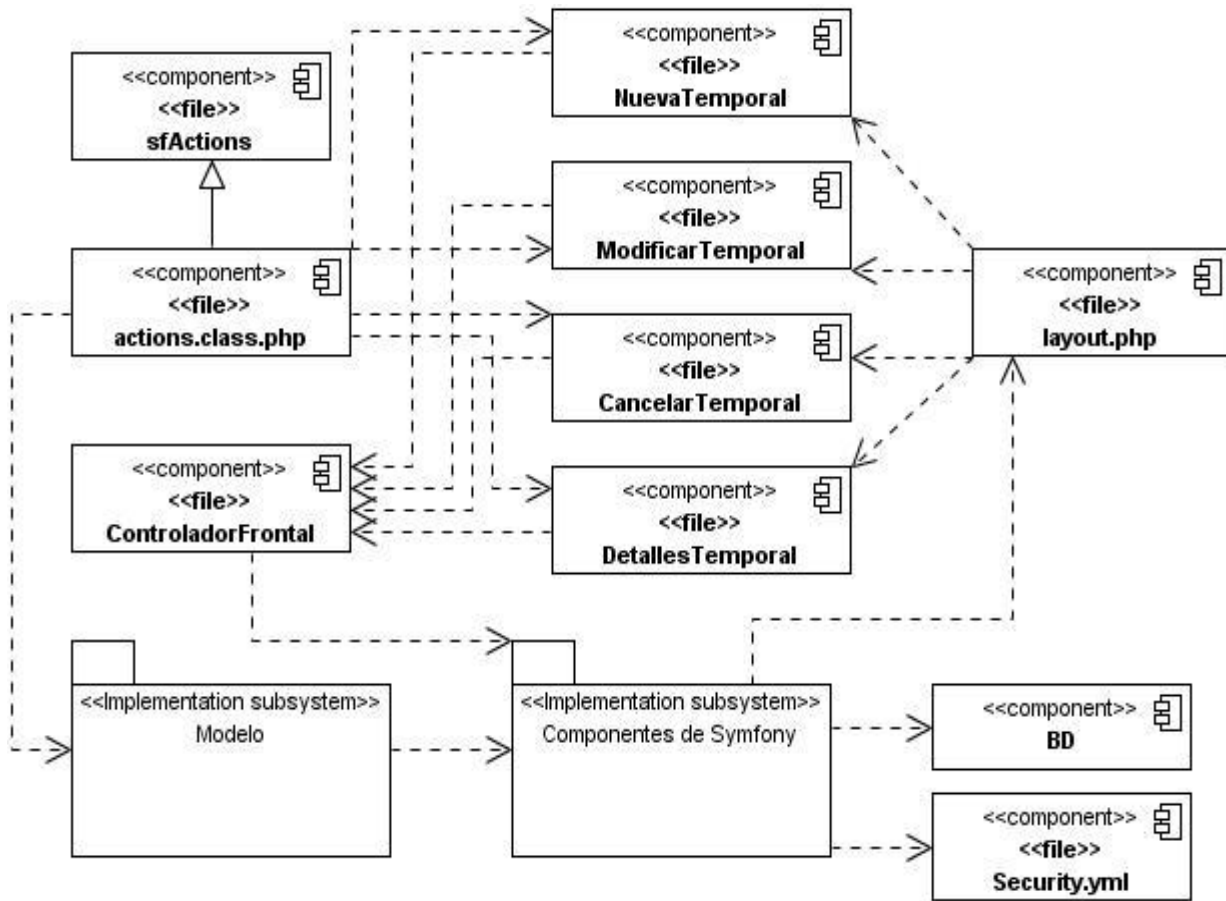 <<component>>
<<file>>
sfActions
<<component>>
<<file>>
NuevaTemporal
<<component>>
<<file>>
ModificarTemporal
<<component>>
<<file>>
actions.class.php
<<component>>
<<file>>
layout.php
<<component>>
<<file>>
CancelarTemporal
<<component>>
<<file>>
ControladorFrontal
<<component>>
<<file>>
DetallesTemporal
<<Implementation subsystem>>
Modelo
<<Implementation subsystem>>
Componentes de Symfony
<<component>>
BD
<<component>>
<<file>>
Security.yml